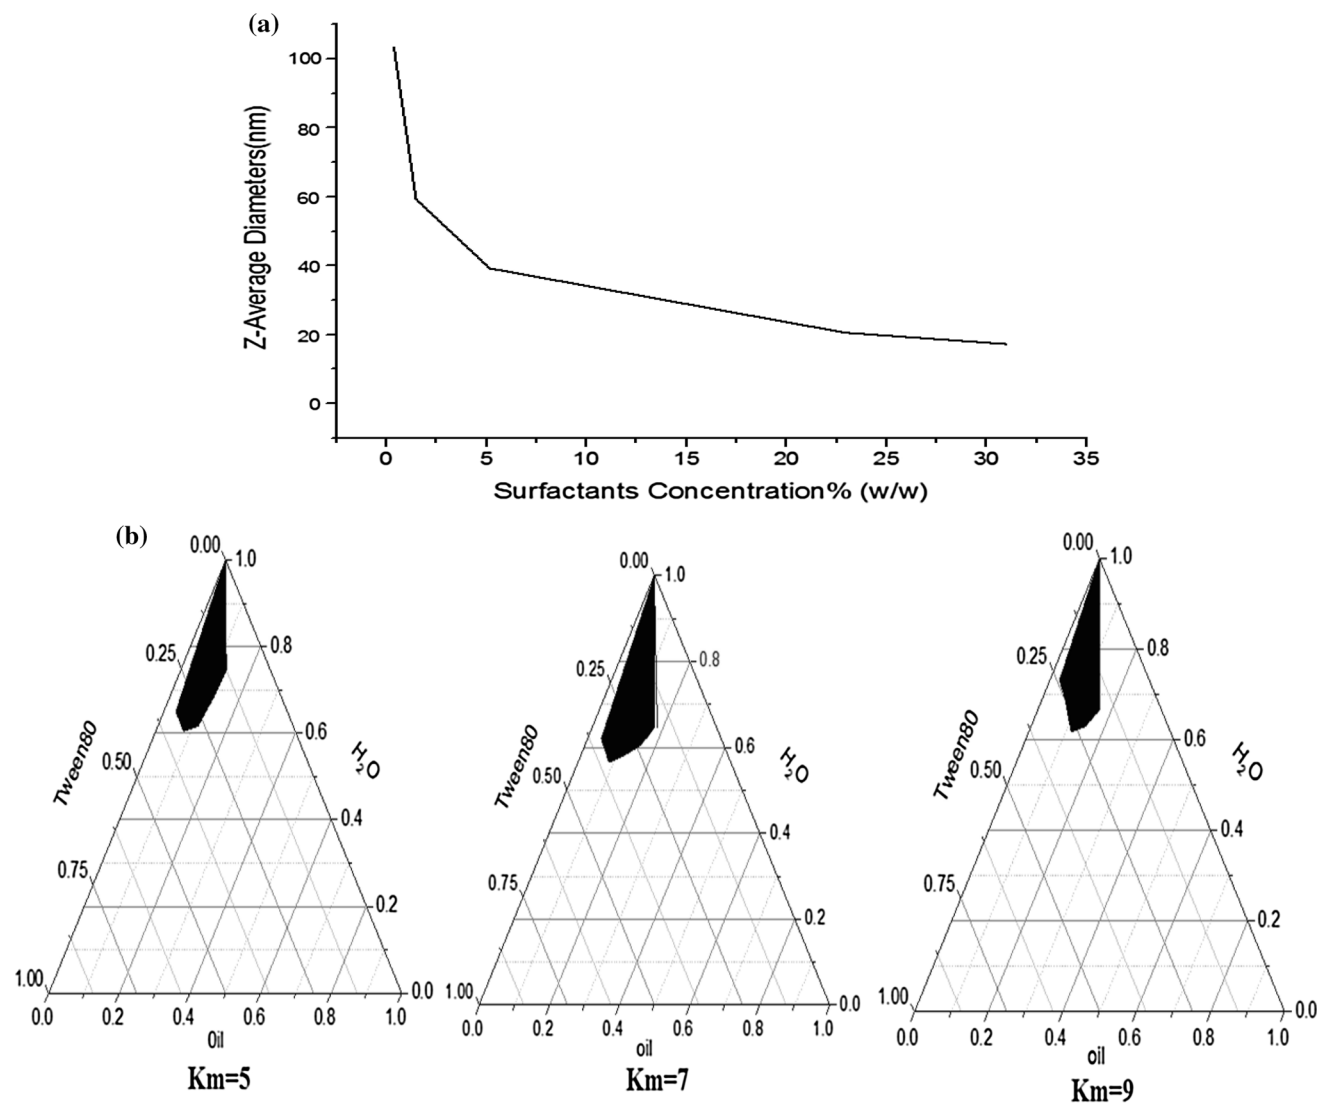 (a)
Z-Average Diameters(nm)
100
80
60
40
20
0
0 5 10 15 20 25 30 35
Surfactants Concentration% (w/w)
(b)
0.00 1.0
0.25 0.8
Tween80 0.6 H2O
0.50
0.4
0.75
0.2
1.00 0.0
0.0 0.2 0.4 0.6 0.8 1.0
Oil
Km=5
0.00 1.0
0.25 0.8
Tween80 0.6 H2O
0.50
0.4
0.75
0.2
1.00 0.0
0.0 0.2 0.4 0.6 0.8 1.0
oil
Km=7
0.00 1.0
0.25 0.8
Tween80 0.6 H2O
0.50
0.4
0.75
0.2
1.00 0.0
0.0 0.2 0.4 0.6 0.8 1.0
oil
Km=9